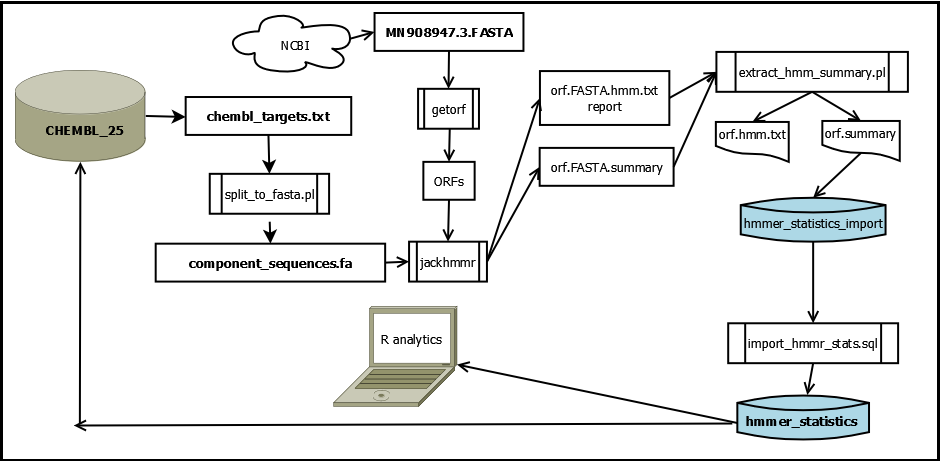 NCBI
MN908947.3.FASTA
CHEMBL_25
chembl_targets.txt
split_to_fasta.pl
component_sequences.fa
getorf
ORFs
jackhmmr
orf.FASTA.hmm.txt
report
orf.FASTA.summary
extract_hmm_summary.pl
orf.hmm.txt
orf.summary
hmmer_statistics_import
import_hmmr_stats.sql
hmmer_statistics
R analytics